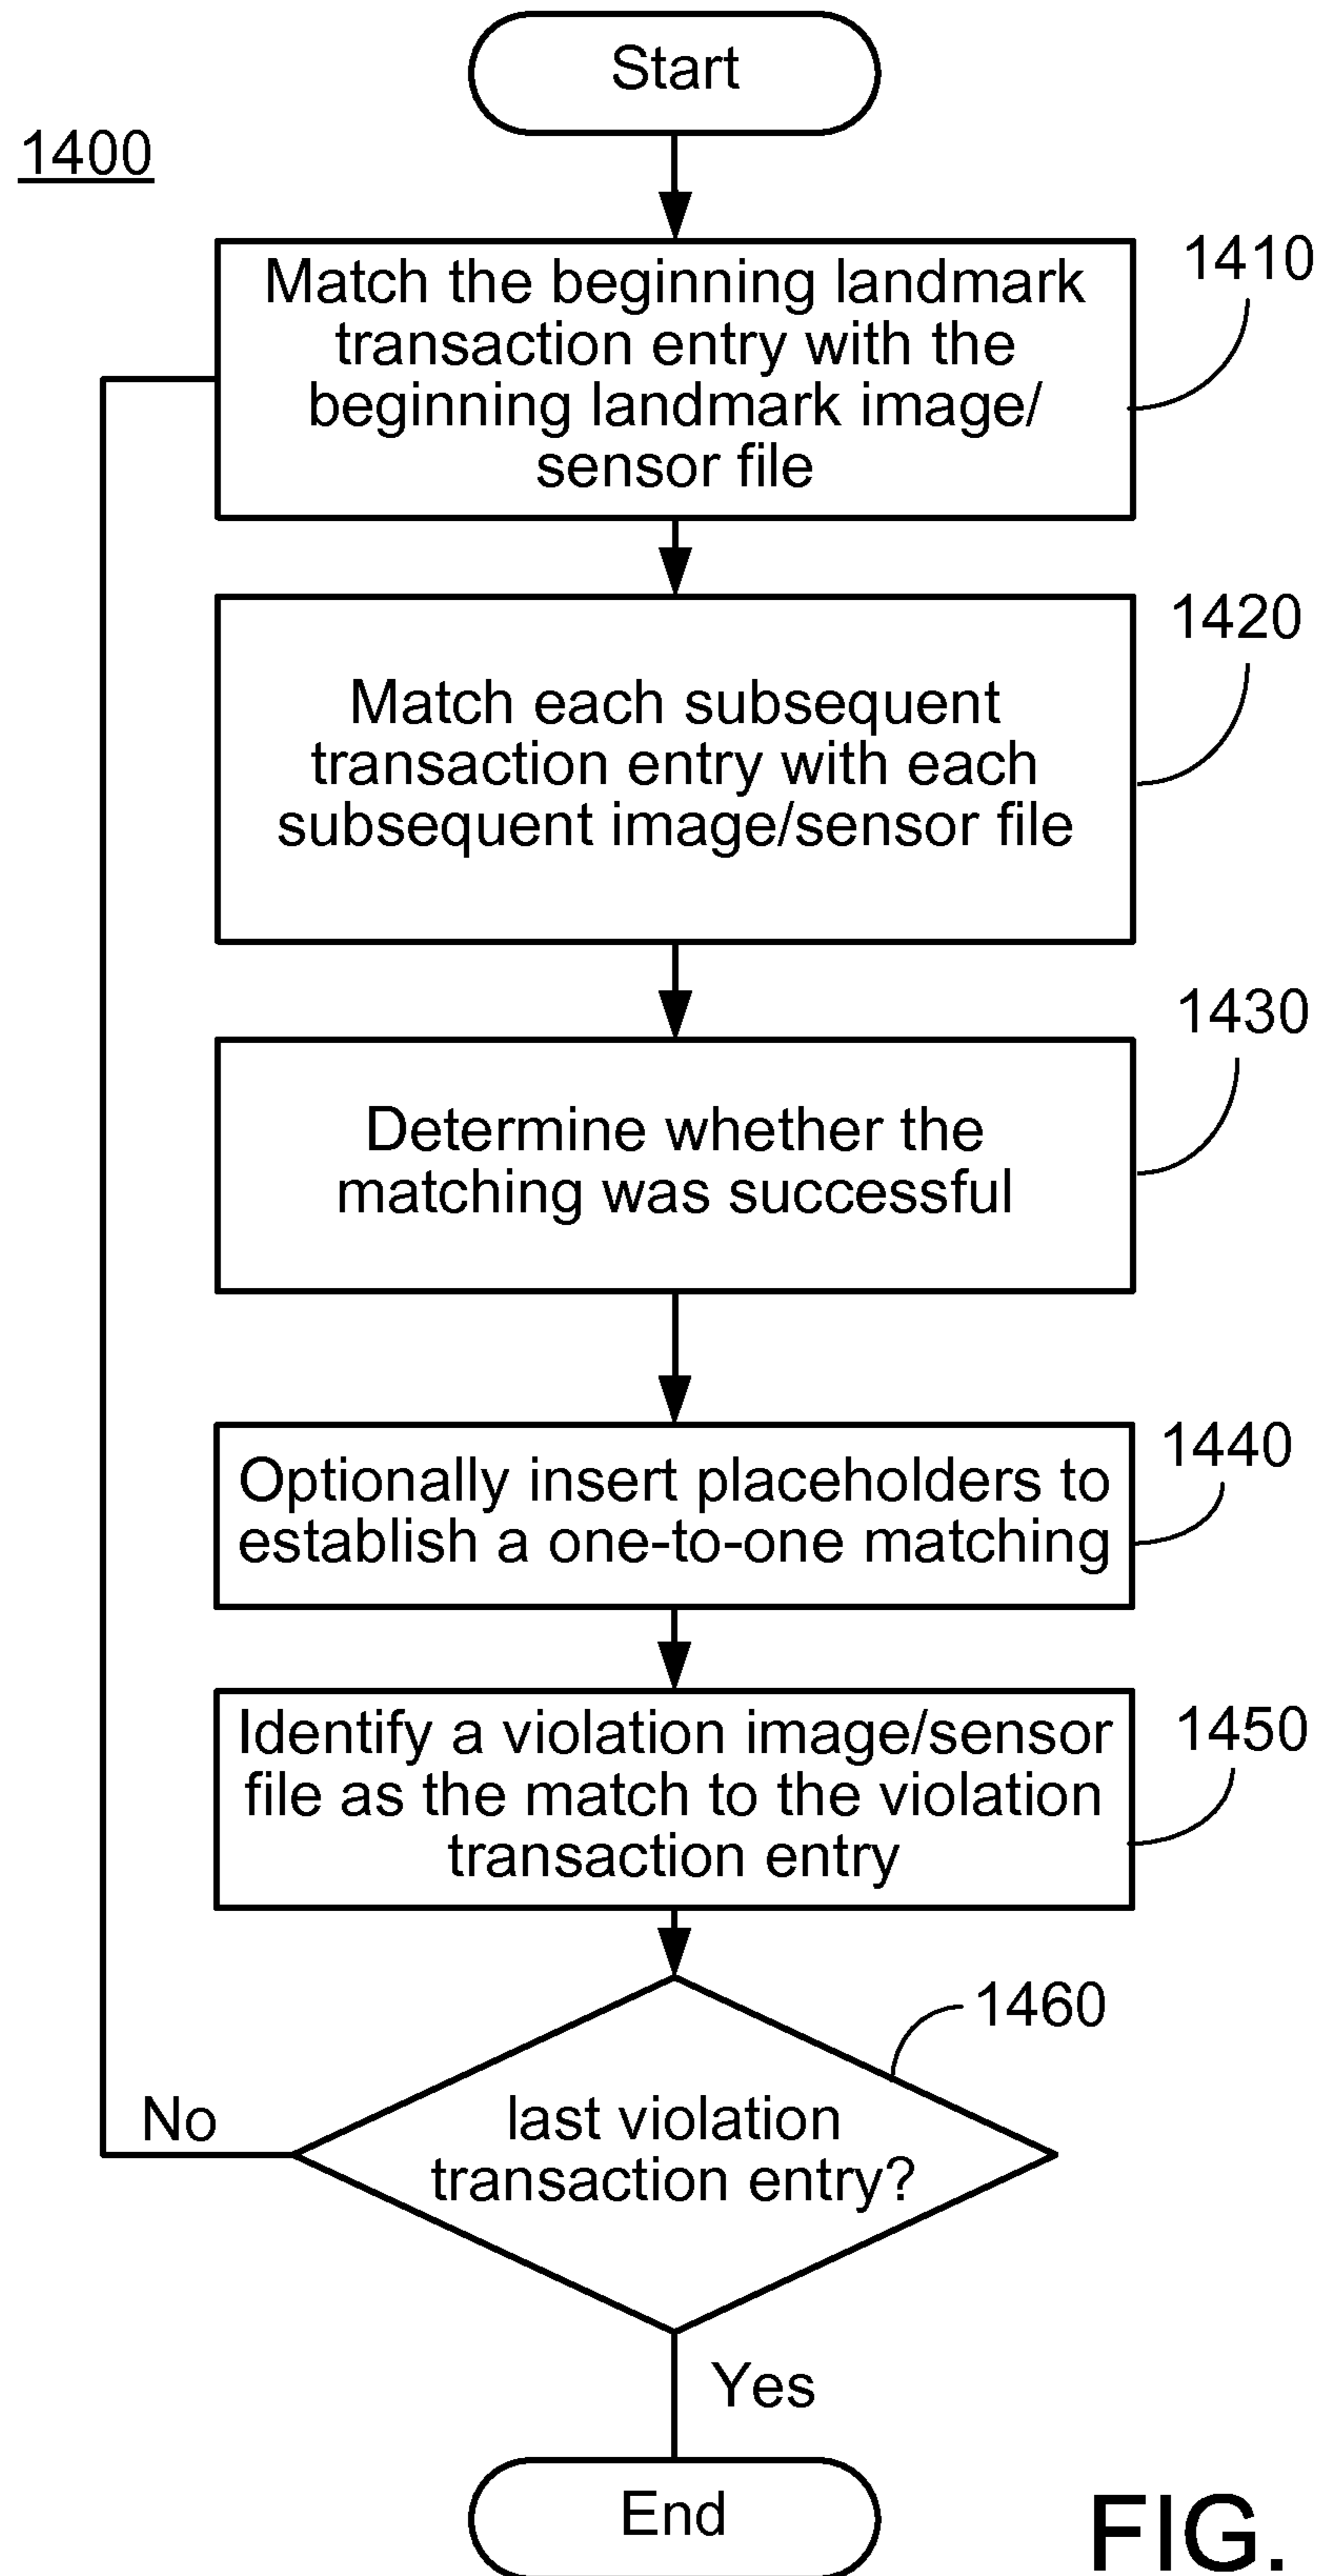 Start
1400
Match the beginning landmark
transaction entry with the
beginning landmark image/
sensor file
1410
Match each subsequent
transaction entry with each
subsequent image/sensor file
1420
Determine whether the
matching was successful
1430
Optionally insert placeholders to
establish a one-to-one matching
1440
Identify a violation image/sensor
file as the match to the violation
transaction entry
1450
last violation
transaction entry?
1460
No
Yes
End
FIG.